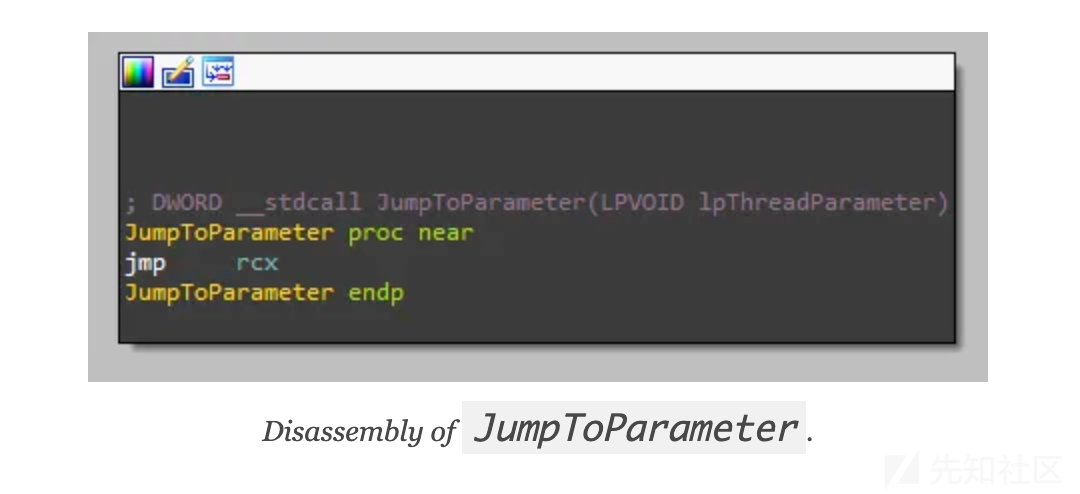 ; DWORD __stdcall JumpToParameter(LPVOID lpThreadParameter)
JumpToParameter proc near
jmp     rcx
JumpToParameter endp
Disassembly of JumpToParameter.
先知社区